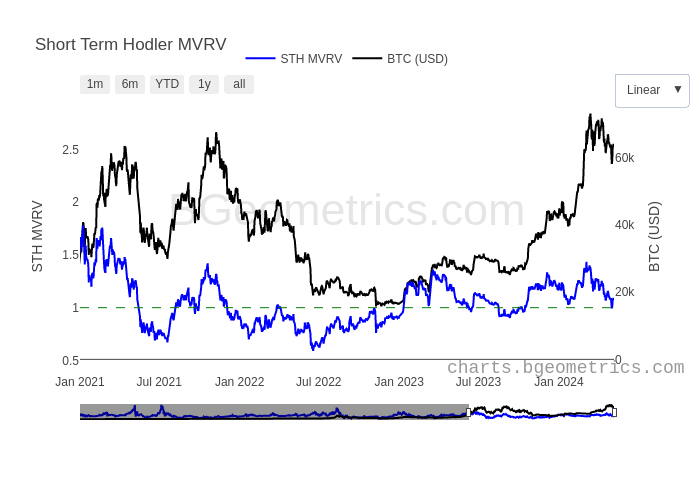 Short Term Hodler MVRV
STH MVRV BTC (USD)
1m 6m YTD 1y all
Linear ▼
2.5
2
1.5
1
0.5
STH MVRV
60k
40k
20k
0
BTC (USD)
BGeometrics.com
charts.bgeometrics.com
Jan 2021 Jul 2021 Jan 2022 Jul 2022 Jan 2023 Jul 2023 Jan 2024